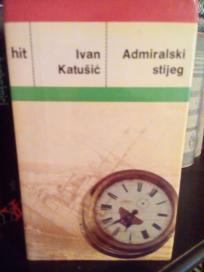 hit
Ivan
Katušić
Admiralski
stijeg